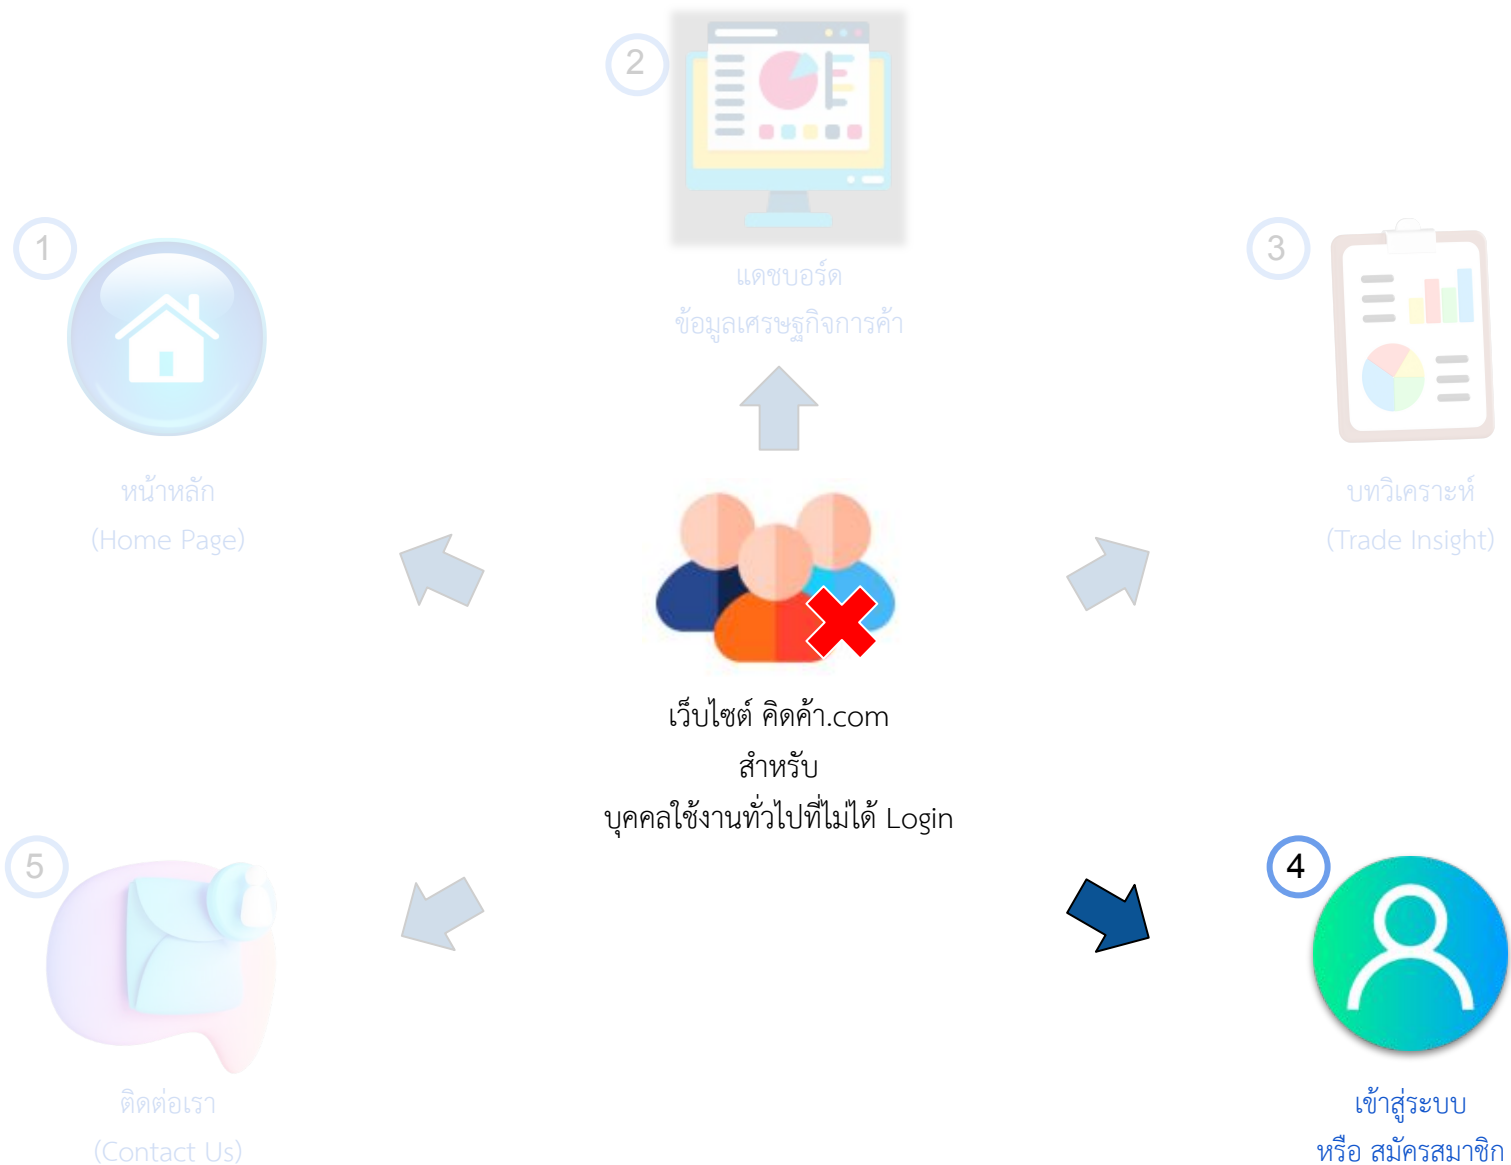 2
1
3
แดชบอร์ด
ข้อมูลเศรษฐกิจการค้า
หน้าหลัก
(Home Page)
บทวิเคราะห์
(Trade Insight)
เว็บไซต์ คิดค้า.com
สำหรับ
บุคคลใช้งานทั่วไปที่ไม่ได้ Login
5
4
ติดต่อเรา
(Contact Us)
เข้าสู่ระบบ
หรือ สมัครสมาชิก